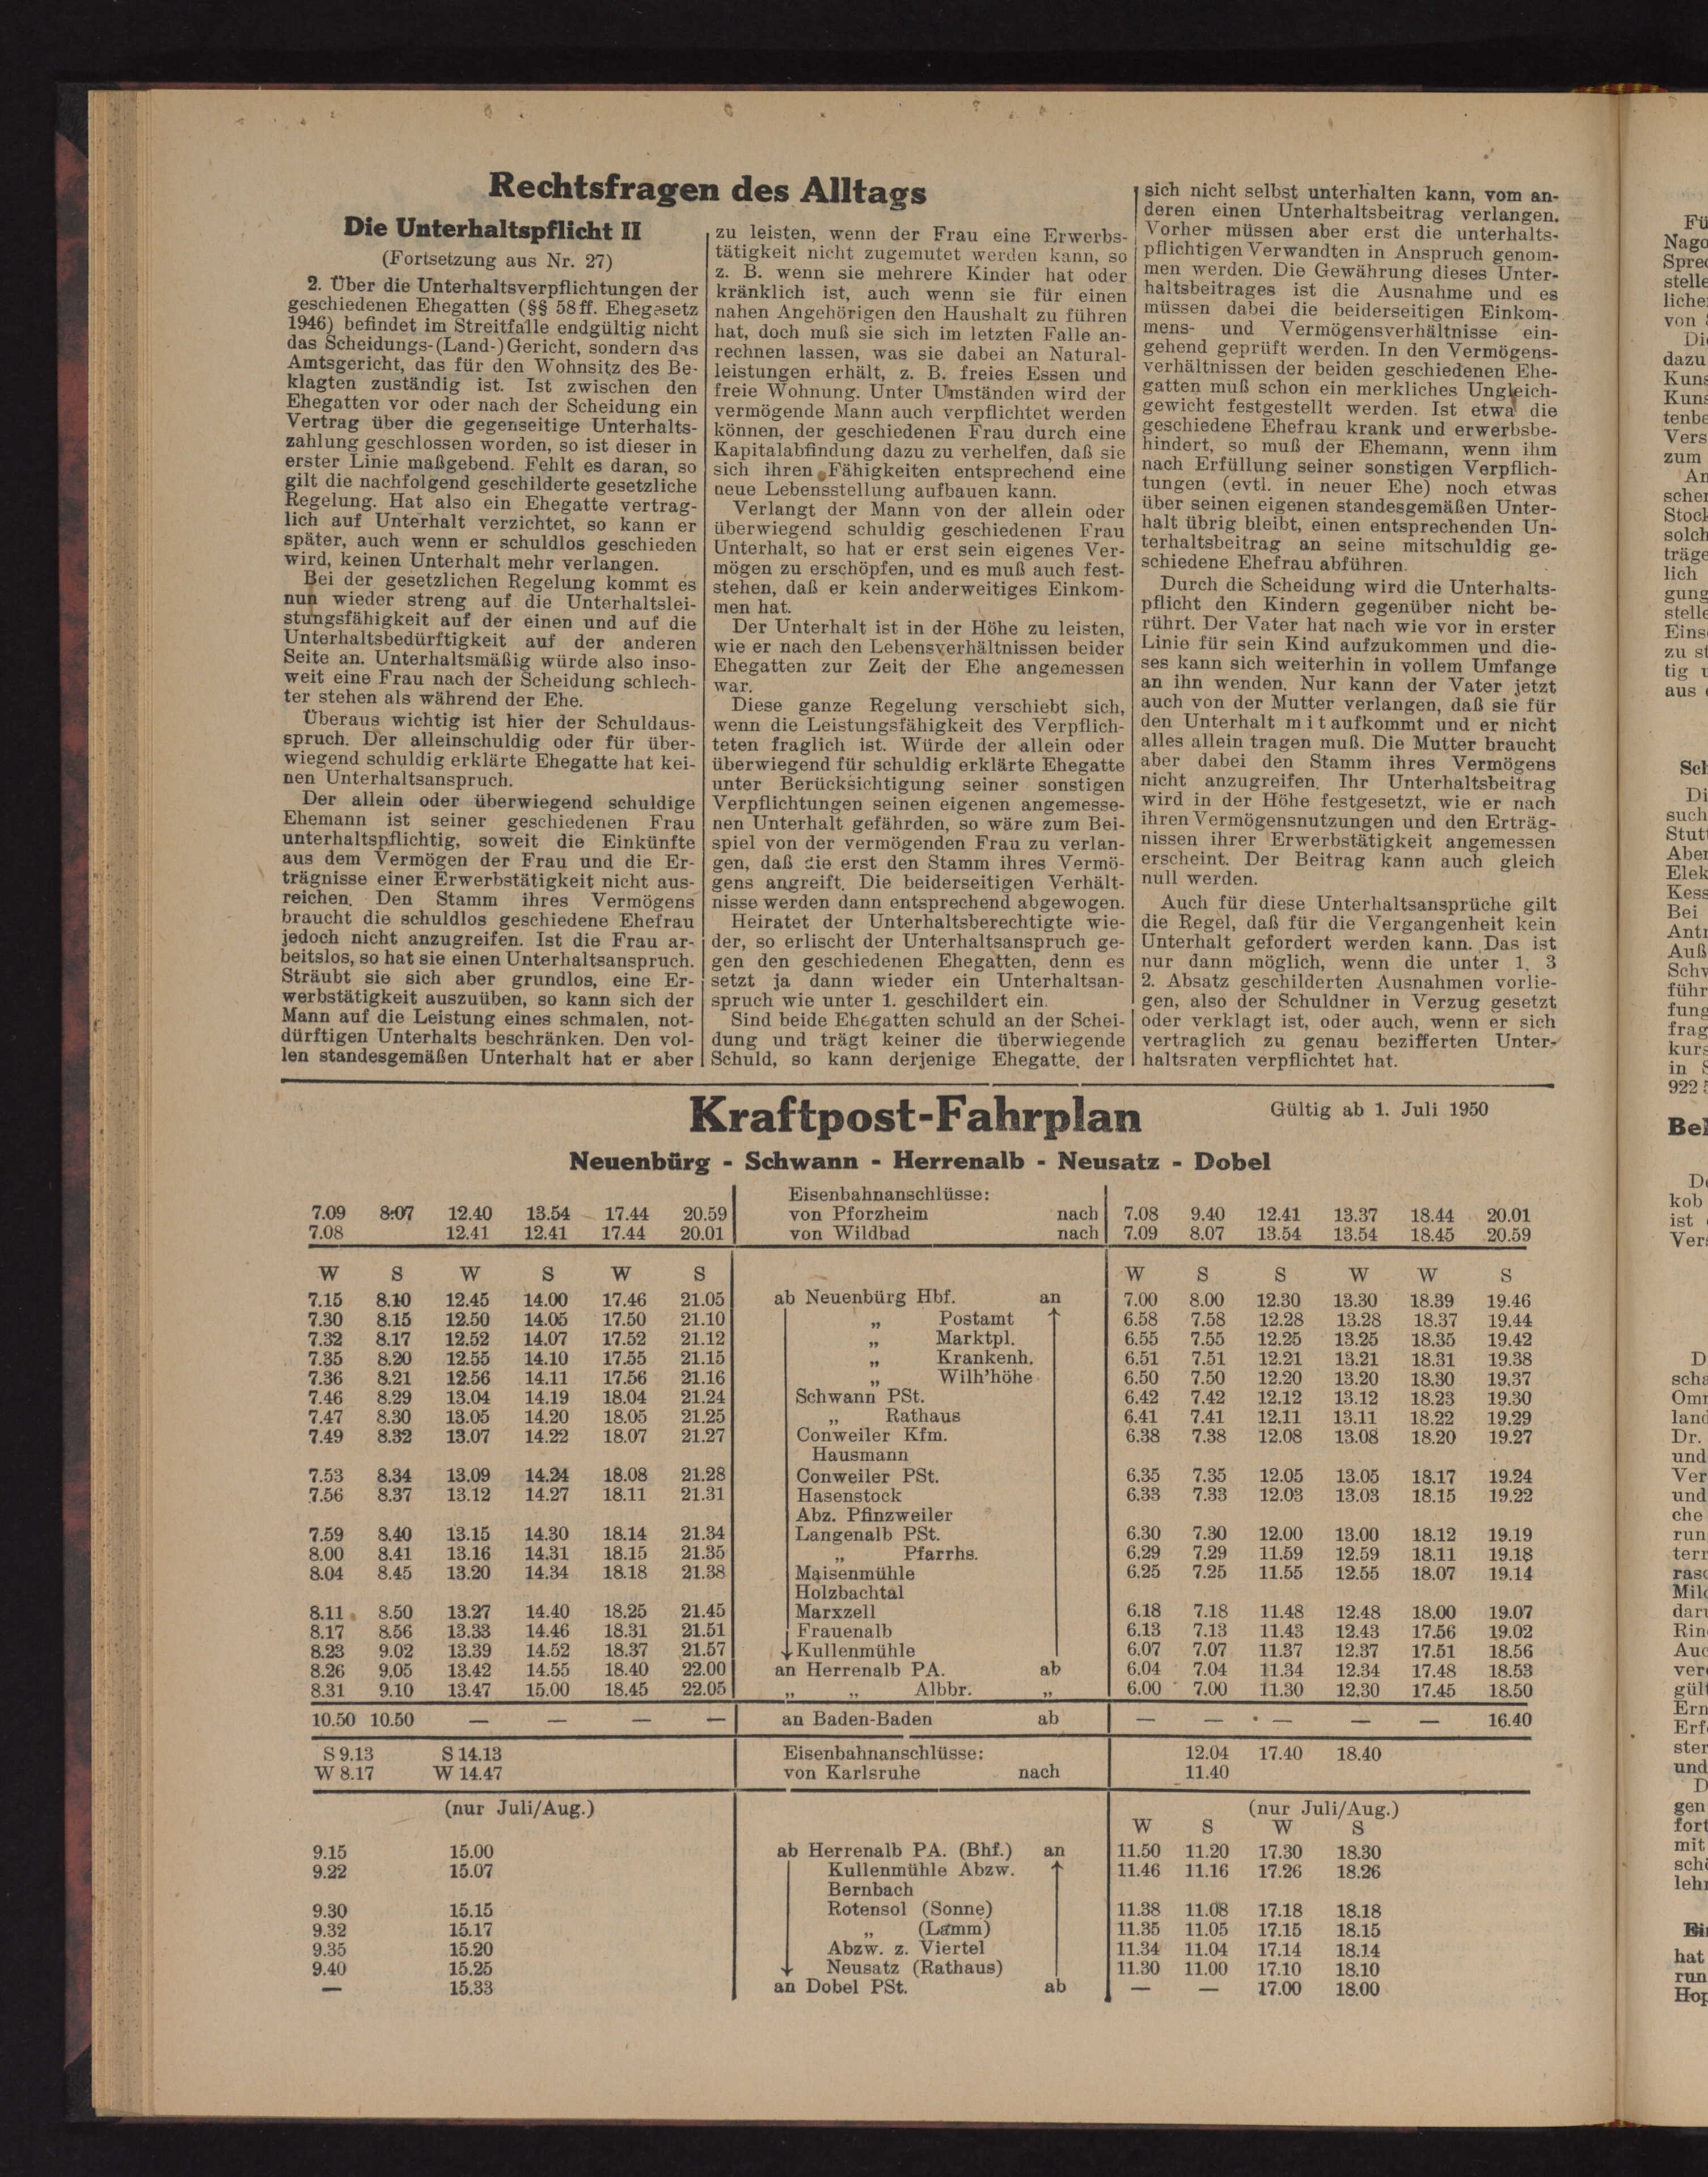 Rechtsfragen des Alltags
Die Unterhaltspflicht II
(Fortsetzung aus Nr. 27)
2. Über die Unterhaltsverpflichtungen der
geschiedenen Ehegatten (§§ 58 ff. Ehegesetz
1946) befindet im Streitfalle endgültig nicht
das Scheidungs-(Land-)Gericht, sondern das
Amtsgericht, das für den Wohnsitz des Be-
klagten zuständig ist. Ist zwischen den
Ehegatten vor oder nach der Scheidung ein
Vertrag über die gegenseitige Unterhalts-
zahlung geschlossen worden, so ist dieser in
erster Linie maßgebend. Fehlt es daran, so
gilt die nachfolgend geschilderte gesetzliche
Regelung. Hat also ein Ehegatte vertrag-
lich auf Unterhalt verzichtet, so kann er
später, auch wenn er schuldlos geschieden
wird, keinen Unterhalt mehr verlangen.
Bei der gesetzlichen Regelung kommt es
nun wieder streng auf die Unterhaltslei-
stungsfähigkeit auf der einen und auf die
Unterhaltsbedürftigkeit auf der anderen
Seite an. Unterhaltsmäßig würde also inso-
weit eine Frau nach der Scheidung schlech-
ter stehen als während der Ehe.
Überaus wichtig ist hier der Schuldaus-
spruch. Der alleinschuldig oder für über-
wiegend schuldig erklärte Ehegatte hat kei-
nen Unterhaltsanspruch.
Der allein oder überwiegend schuldige
Ehemann ist seiner geschiedenen Frau
unterhaltspflichtig, soweit die Einkünfte
aus dem Vermögen der Frau und die Er-
trägnisse einer Erwerbstätigkeit nicht aus-
reichen. Den Stamm ihres Vermögens
braucht die schuldlos geschiedene Ehefrau
jedoch nicht anzugreifen. Ist die Frau ar-
beitslos, so hat sie einen Unterhaltsanspruch.
Sträubt sie sich aber grundlos, eine Er-
werbstätigkeit auszuüben, so kann sich der
Mann auf die Leistung eines schmalen, not-
dürftigen Unterhalts beschränken. Den vol-
len standesgemäßen Unterhalt hat er aber
zu leisten, wenn der Frau eine Erwerbs-
tätigkeit nicht zugemutet werden kann, so
z. B. wenn sie mehrere Kinder hat oder
kränklich ist, auch wenn sie für einen
nahen Angehörigen den Haushalt zu führen
hat, doch muß sie sich im letzten Falle an-
rechnen lassen, was sie dabei an Natural-
leistungen erhält, z. B. freies Essen und
freie Wohnung. Unter Umständen wird der
vermögende Mann auch verpflichtet werden
können, der geschiedenen Frau durch eine
Kapitalabfindung dazu zu verhelfen, daß sie
sich ihren Fähigkeiten entsprechend eine
neue Lebensstellung aufbauen kann.
Verlangt der Mann von der allein oder
überwiegend schuldig geschiedenen Frau
Unterhalt, so hat er erst sein eigenes Ver-
mögen zu erschöpfen, und es muß auch fest-
stehen, daß er kein anderweitiges Einkom-
men hat.
Der Unterhalt ist in der Höhe zu leisten,
wie er nach den Lebensverhältnissen beider
Ehegatten zur Zeit der Ehe angemessen
war.
Diese ganze Regelung verschiebt sich,
wenn die Leistungsfähigkeit des Verpflich-
teten fraglich ist. Würde der allein oder
überwiegend für schuldig erklärte Ehegatte
unter Berücksichtigung seiner sonstigen
Verpflichtungen seinen eigenen angemesse-
nen Unterhalt gefährden, so wäre zum Bei-
spiel von der vermögenden Frau zu verlan-
gen, daß sie erst den Stamm ihres Vermö-
gens angreift. Die beiderseitigen Verhält-
nisse werden dann entsprechend abgewogen.
Heiratet der Unterhaltsberechtigte wie-
der, so erlischt der Unterhaltsanspruch ge-
gen den geschiedenen Ehegatten, denn es
setzt ja dann wieder ein Unterhaltsan-
spruch wie unter 1. geschildert ein.
Sind beide Ehegatten schuld an der Schei-
dung und trägt keiner die überwiegende
Schuld, so kann derjenige Ehegatte, der
sich nicht selbst unterhalten kann, vom an-
deren einen Unterhaltsbeitrag verlangen.
Vorher müssen aber erst die unterhalts-
pflichtigen Verwandten in Anspruch genom-
men werden. Die Gewährung dieses Unter-
haltsbeitrages ist die Ausnahme und es
müssen dabei die beiderseitigen Einkom-
mens- und Vermögensverhältnisse ein-
gehend geprüft werden. In den Vermögens-
verhältnissen der beiden geschiedenen Ehe-
gatten muß schon ein merkliches Ungleich-
gewicht festgestellt werden. Ist etwa die
geschiedene Ehefrau krank und erwerbsbe-
hindert, so muß der Ehemann, wenn ihm
nach Erfüllung seiner sonstigen Verpflich-
tungen (evtl. in neuer Ehe) noch etwas
über seinen eigenen standesgemäßen Unter-
halt übrig bleibt, einen entsprechenden Un-
terhaltsbeitrag an seine mitschuldig ge-
schiedene Ehefrau abführen.
Durch die Scheidung wird die Unterhalts-
pflicht den Kindern gegenüber nicht be-
rührt. Der Vater hat nach wie vor in erster
Linie für sein Kind aufzukommen und die-
ses kann sich weiterhin in vollem Umfange
an ihn wenden. Nur kann der Vater jetzt
auch von der Mutter verlangen, daß sie für
den Unterhalt mit aufkommt und er nicht
alles allein tragen muß. Die Mutter braucht
aber dabei den Stamm ihres Vermögens
nicht anzugreifen. Ihr Unterhaltsbeitrag
wird in der Höhe festgesetzt, wie er nach
ihren Vermögensnutzungen und den Erträg-
nissen ihrer Erwerbstätigkeit angemessen
erscheint. Der Beitrag kann auch gleich
null werden.
Auch für diese Unterhaltsansprüche gilt
die Regel, daß für die Vergangenheit kein
Unterhalt gefordert werden kann. Das ist
nur dann möglich, wenn die unter 1. 3
2. Absatz geschilderten Ausnahmen vorlie-
gen, also der Schuldner in Verzug gesetzt
oder verklagt ist, oder auch, wenn er sich
vertraglich zu genau bezifferten Unter-
haltsraten verpflichtet hat.
Kraftpost-Fahrplan Gültig ab 1. Juli 1950
Neuenbürg - Schwann - Herrenalb - Neusatz - Dobel
Eisenbahnanschlüsse:
7.09 8.07 12.40 13.54 17.44 20.59 von Pforzheim nach 7.08 9.40 12.41 13.37 18.44 20.01
7.08 12.41 12.41 17.44 20.01 von Wildbad nach 7.09 8.07 13.54 13.54 18.45 20.59
W S W S W S W S S W W S
7.15 8.10 12.45 14.00 17.46 21.05 ab Neuenbürg Hbf. an 7.00 8.00 12.30 13.30 18.39 19.46
7.30 8.15 12.50 14.05 17.50 21.10 „ Postamt 6.58 7.58 12.28 13.28 18.37 19.44
7.32 8.17 12.52 14.07 17.52 21.12 „ Marktpl. 6.55 7.55 12.25 13.25 18.35 19.42
7.35 8.20 12.55 14.10 17.55 21.15 „ Krankenh. 6.51 7.51 12.21 13.21 18.31 19.38
7.36 8.21 12.56 14.11 17.56 21.16 „ Wilh'höhe 6.50 7.50 12.20 13.20 18.30 19.37
7.46 8.29 13.04 14.19 18.04 21.24 Schwann PSt. 6.42 7.42 12.12 13.12 18.23 19.30
7.47 8.30 13.05 14.20 18.05 21.25 „ Rathaus 6.41 7.41 12.11 13.11 18.22 19.29
7.49 8.32 13.07 14.22 18.07 21.27 Conweiler Kfm. 6.38 7.38 12.08 13.08 18.20 19.27
Hausmann
7.53 8.34 13.09 14.24 18.08 21.28 Conweiler PSt. 6.35 7.35 12.05 13.05 18.17 19.24
7.56 8.37 13.12 14.27 18.11 21.31 Hasenstock 6.33 7.33 12.03 13.03 18.15 19.22
Abz. Pfinzweiler
7.59 8.40 13.15 14.30 18.14 21.34 Langenalb PSt. 6.30 7.30 12.00 13.00 18.12 19.19
8.00 8.41 13.16 14.31 18.15 21.35 „ Pfarrhs. 6.29 7.29 11.59 12.59 18.11 19.18
8.04 8.45 13.20 14.34 18.18 21.38 Maisenmühle 6.25 7.25 11.55 12.55 18.07 19.14
Holzbachtal
8.11 8.50 13.27 14.40 18.25 21.45 Marxzell 6.18 7.18 11.48 12.48 18.00 19.07
8.17 8.56 13.33 14.46 18.31 21.51 Frauenalb 6.13 7.13 11.43 12.43 17.56 19.02
8.23 9.02 13.39 14.52 18.37 21.57 Kullenmühle 6.07 7.07 11.37 12.37 17.51 18.56
8.26 9.05 13.42 14.55 18.40 22.00 an Herrenalb PA. ab 6.04 7.04 11.34 12.34 17.48 18.53
8.31 9.10 13.47 15.00 18.45 22.05 „ „ Albbr. „ 6.00 7.00 11.30 12.30 17.45 18.50
10.50 10.50 — — — — an Baden-Baden ab — — — — — 16.40
S 9.13 S 14.13 Eisenbahnanschlüsse: 12.04 17.40 18.40
W 8.17 W 14.47 von Karlsruhe nach 11.40
(nur Juli/Aug.) (nur Juli/Aug.)
W S W S
9.15 15.00 ab Herrenalb PA. (Bhf.) an 11.50 11.20 17.30 18.30
9.22 15.07 Kullenmühle Abzw. 11.46 11.16 17.26 18.26
Bernbach
9.30 15.15 Rotensol (Sonne) 11.38 11.08 17.18 18.18
9.32 15.17 „ (Lamm) 11.35 11.05 17.15 18.15
9.35 15.20 Abzw. z. Viertel 11.34 11.04 17.14 18.14
9.40 15.25 Neusatz (Rathaus) 11.30 11.00 17.10 18.10
— 15.33 an Dobel PSt. ab — — 17.00 18.00